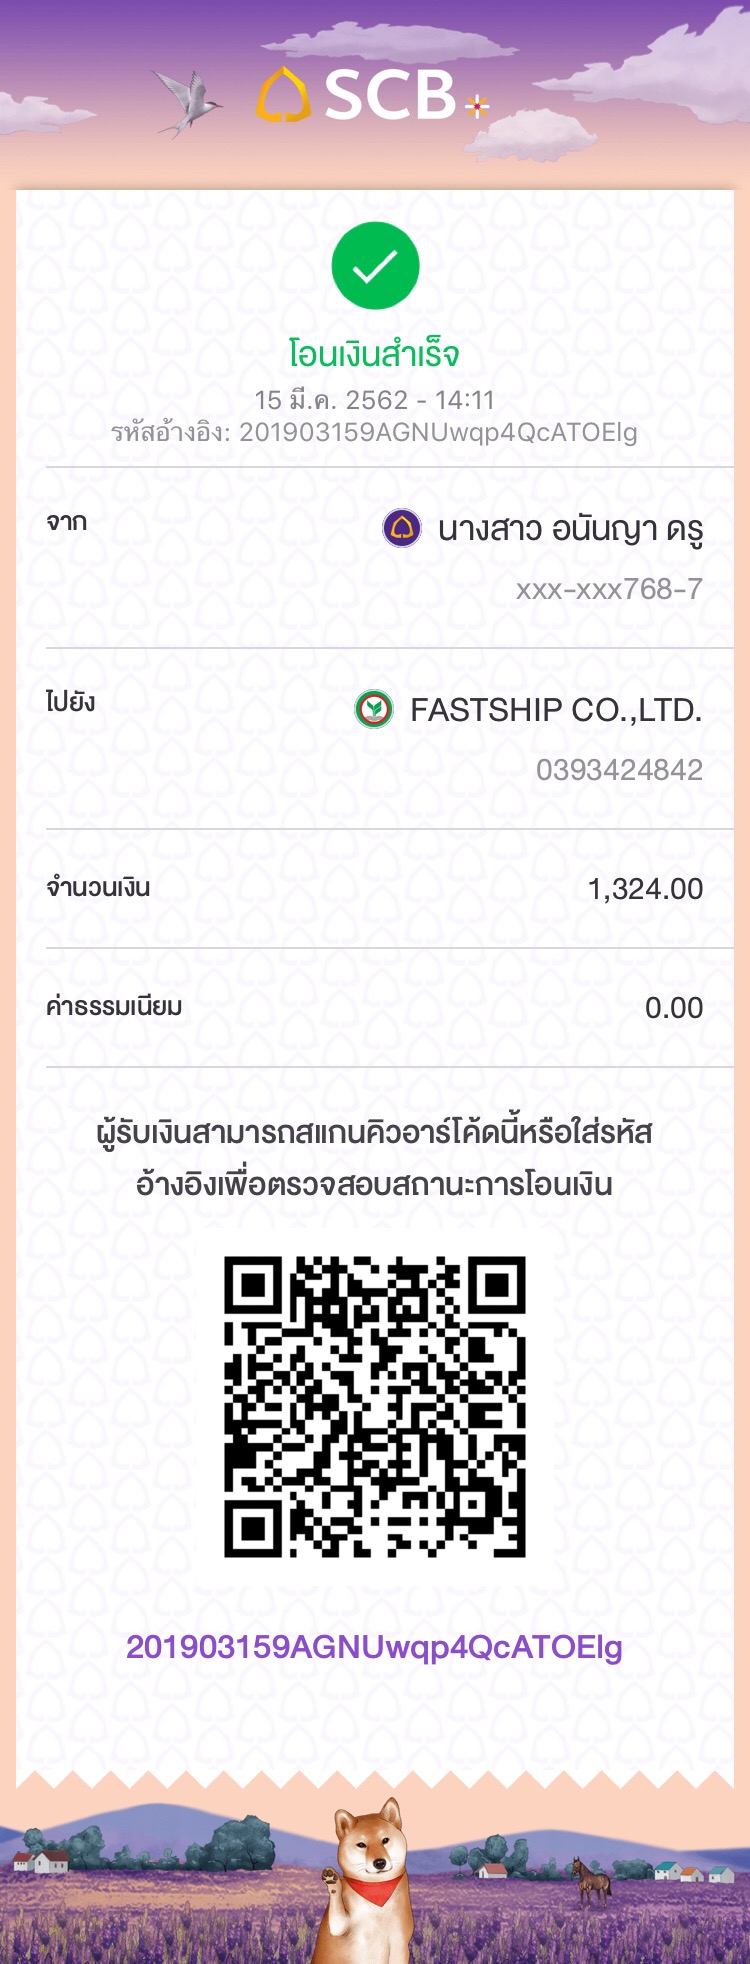 SCB
โอนเงินสำเร็จ
15 มี.ค. 2562 - 14:11
รหัสอ้างอิง: 201903159AGNUwqp4QcATOElg
จาก
นางสาว อนันญา ดรู
xxx-xxx768-7
ไปยัง
FASTSHIP CO.,LTD.
0393424842
จำนวนเงิน
1,324.00
ค่าธรรมเนียม
0.00
ผู้รับเงินสามารถสแกนคิวอาร์โค้ดนี้หรือใส่รหัส
อ้างอิงเพื่อตรวจสอบสถานะการโอนเงิน
201903159AGNUwqp4QcATOElg